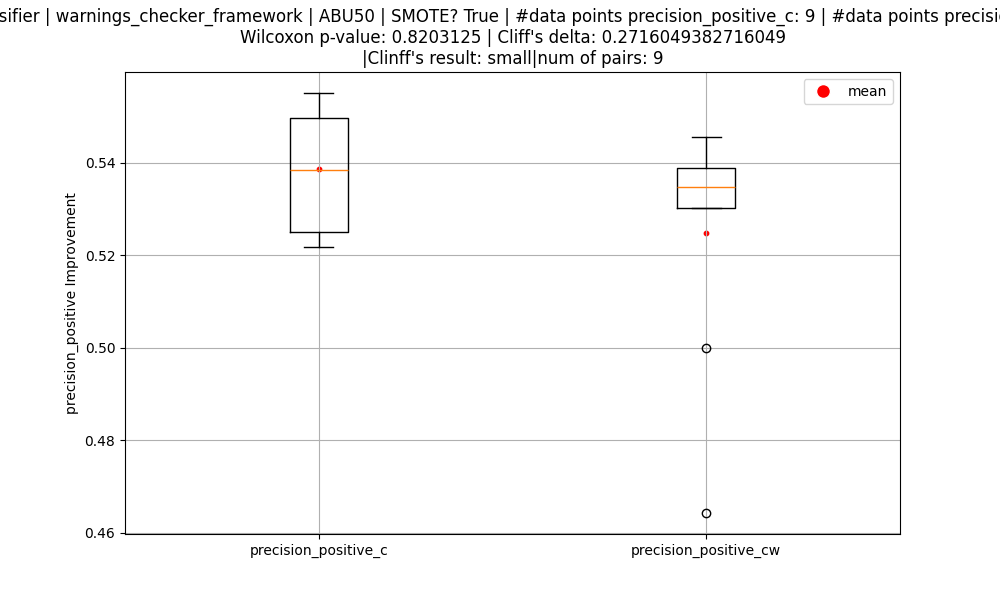 | warnings_checker_framework | ABU50 | SMOTE? True | #data points precision_positive_c: 9 | #data points
Wilcoxon p-value: 0.8203125 | Cliff's delta: 0.2716049382716049
|Clinff's result: small|num of pairs: 9
mean
0.54
0.52
0.50
0.48
0.46
precision_positive Improvement
precision_positive_c
precision_positive_cw